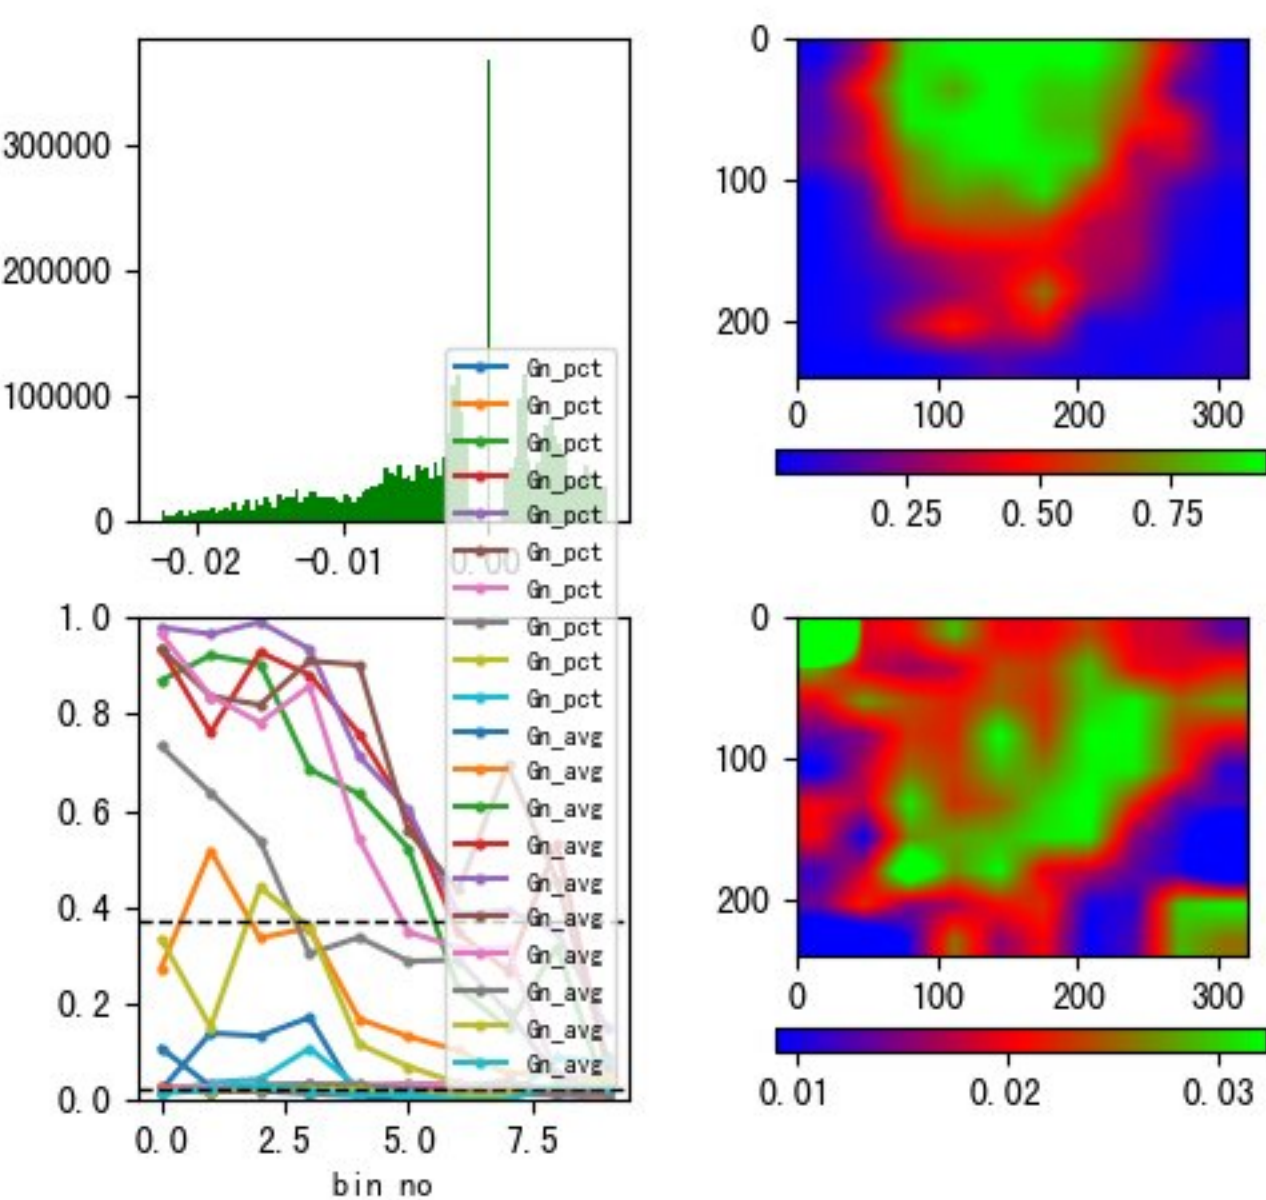 300000
200000
100000
0
-0.02 -0.01 0.00
0
100
200
0 100 200 300
0.25 0.50 0.75
Gn_pct
Gn_pct
Gn_pct
Gn_pct
Gn_pct
Gn_pct
Gn_pct
Gn_pct
Gn_pct
Gn_pct
Gn_avg
Gn_avg
Gn_avg
Gn_avg
Gn_avg
Gn_avg
Gn_avg
Gn_avg
Gn_avg
Gn_avg
1.0
0.8
0.6
0.4
0.2
0.0
0.0 2.5 5.0 7.5
bin no
0
100
200
0 100 200 300
0.01 0.02 0.03